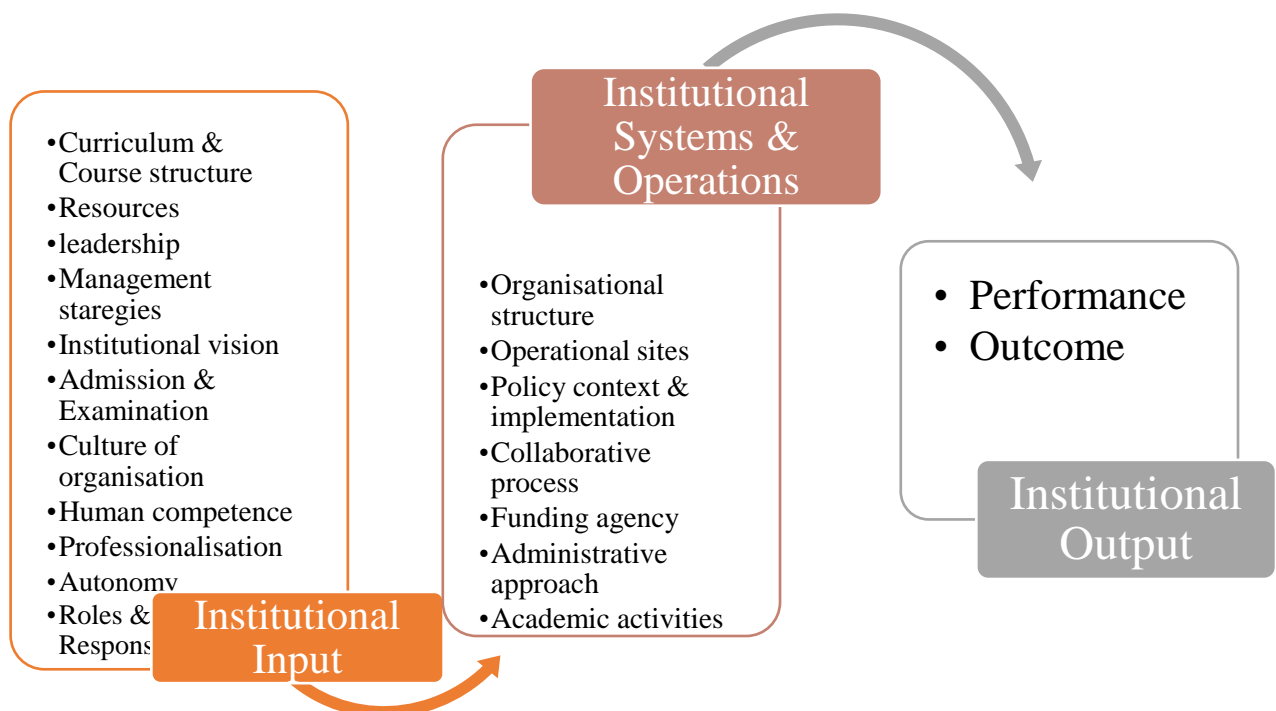 •Curriculum &
Course structure
•Resources
•leadership
•Management
staregies
•Institutional vision
•Admission &
Examination
•Culture of
organisation
•Human competence
•Professionalisation
•Autonomy
•Roles &
Institutional
Input
Institutional
Systems &
Operations
•Organisational
structure
•Operational sites
•Policy context &
implementation
•Collaborative
process
•Funding agency
•Administrative
approach
•Academic activities
• Performance
• Outcome
Institutional
Output